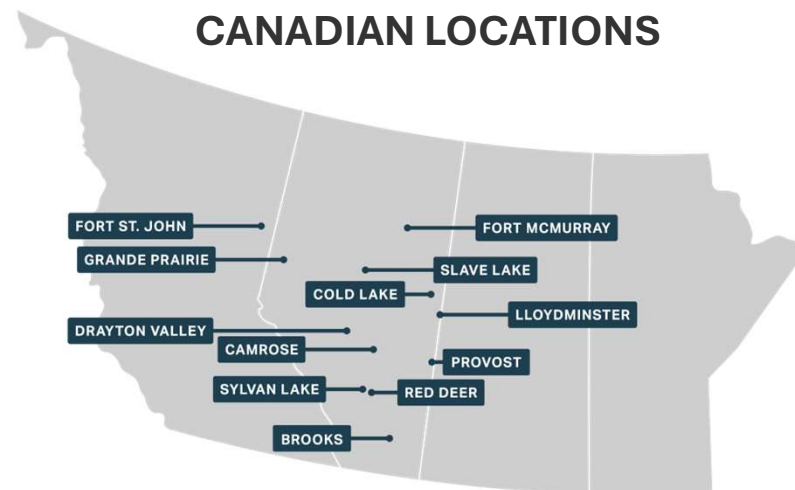 CANADIAN LOCATIONS
FORT ST. JOHN
FORT MCMURRAY
GRANDE PRAIRIE
SLAVE LAKE
COLD LAKE
LLOYDMINSTER
DRAYTON VALLEY
CAMROSE
PROVOST
SYLVAN LAKE
RED DEER
BROOKS